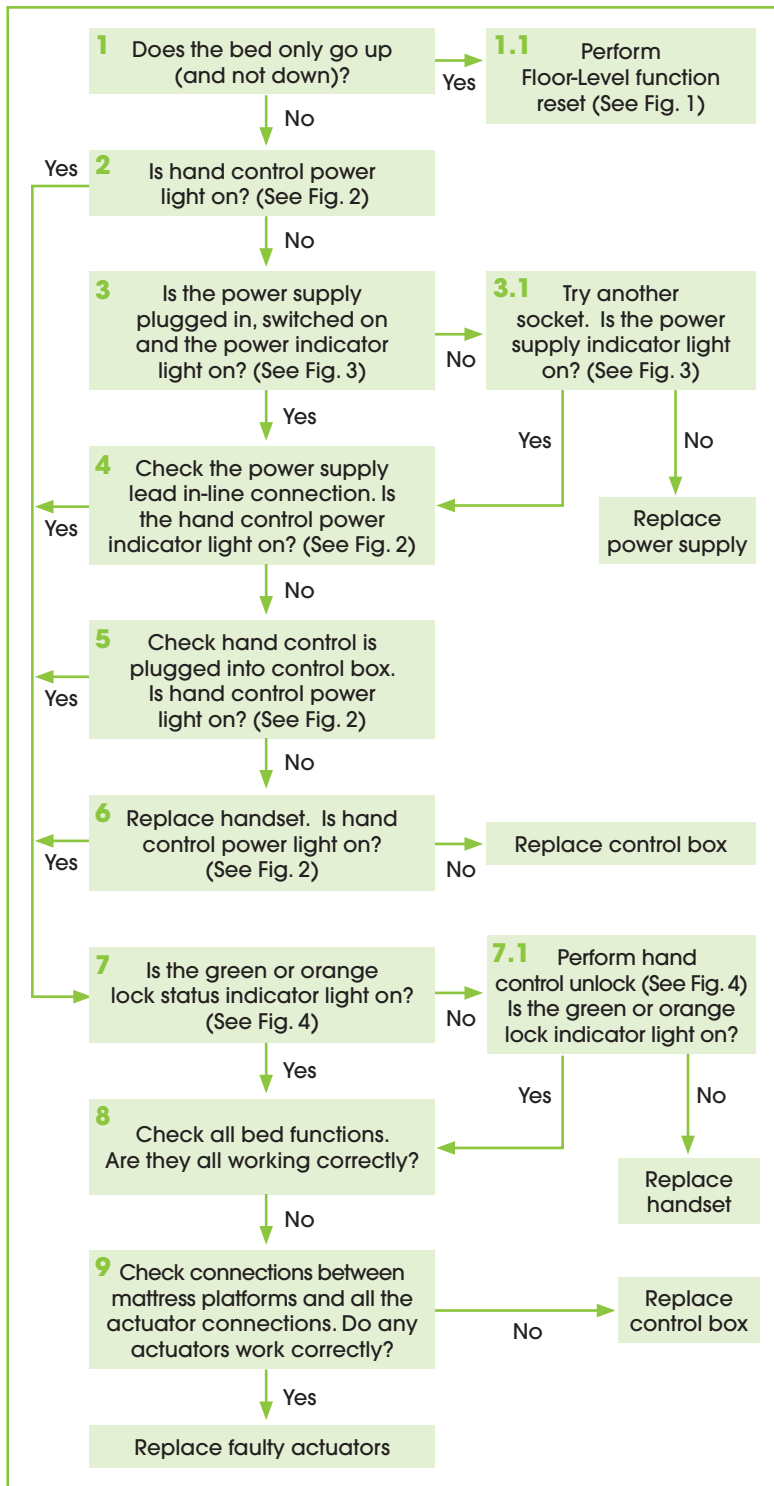 1 Does the bed only go up
(and not down)?
Yes
1.1 Perform
Floor-Level function
reset (See Fig. 1)
No
Yes
2 Is hand control power
light on? (See Fig. 2)
No
3 Is the power supply
plugged in, switched on
and the power indicator
light on? (See Fig. 3)
No
3.1 Try another
socket. Is the power
supply indicator light
on? (See Fig. 3)
Yes
Yes
No
4 Check the power supply
lead in-line connection. Is
the hand control power
indicator light on? (See Fig. 2)
Yes
Replace
power supply
No
5 Check hand control is
plugged into control box.
Is hand control power
light on? (See Fig. 2)
Yes
No
6 Replace handset. Is hand
control power light on?
(See Fig. 2)
Yes
No
Replace control box
7 Is the green or orange
lock status indicator light on?
(See Fig. 4)
No
7.1 Perform hand
control unlock (See Fig. 4)
Is the green or orange
lock indicator light on?
Yes
Yes
No
8 Check all bed functions.
Are they all working correctly?
Replace
handset
No
9 Check connections between
mattress platforms and all the
actuator connections. Do any
actuators work correctly?
No
Replace
control box
Yes
Replace faulty actuators